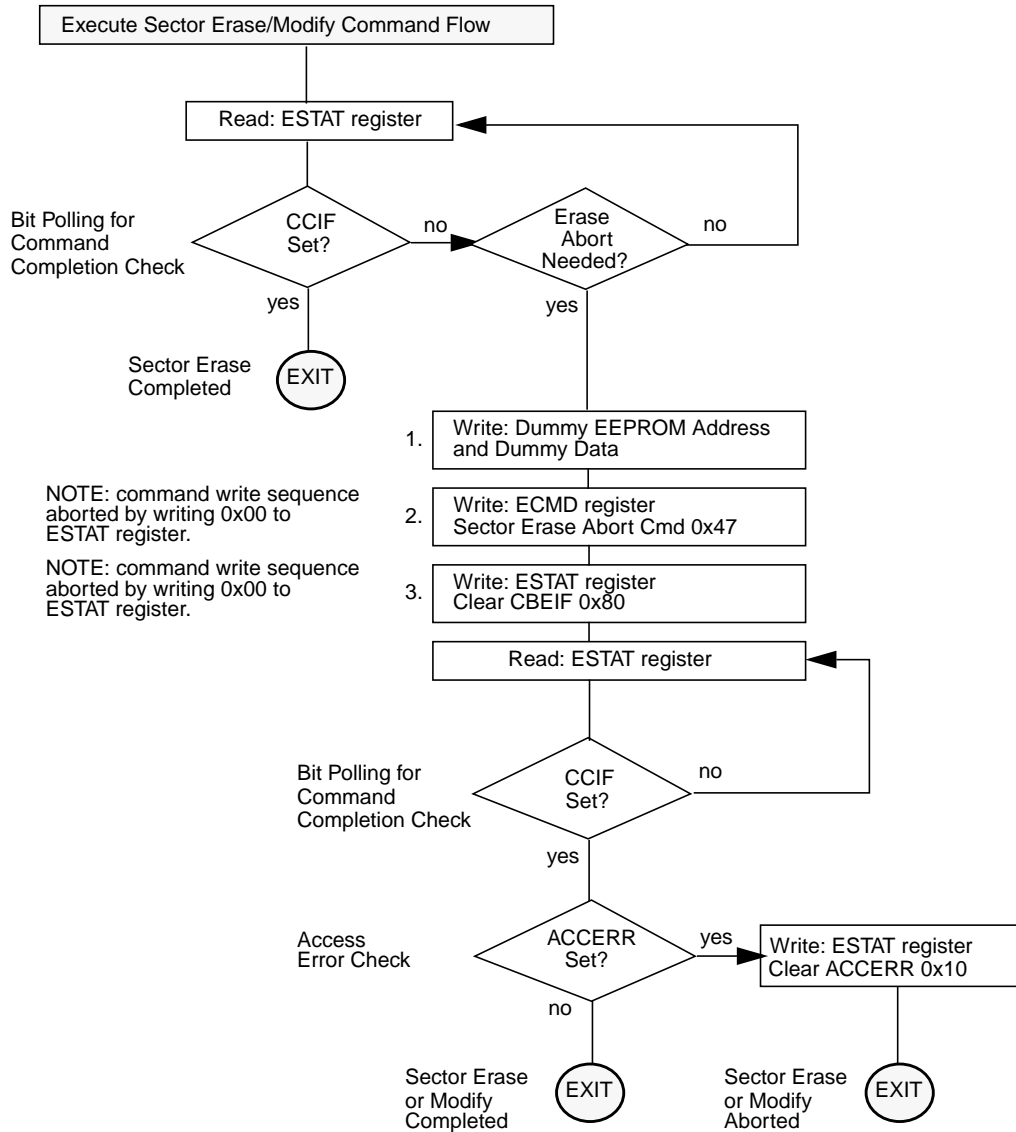 Execute Sector Erase/Modify Command Flow
Read: ESTAT register
Bit Polling for
Command
Completion Check
CCIF
Set?
no
Erase
Abort
Needed?
no
yes
yes
Sector Erase
Completed
EXIT
1.
Write: Dummy EEPROM Address
and Dummy Data
NOTE: command write sequence
aborted by writing 0x00 to
ESTAT register.
2.
Write: ECMD register
Sector Erase Abort Cmd 0x47
NOTE: command write sequence
aborted by writing 0x00 to
ESTAT register.
3.
Write: ESTAT register
Clear CBEIF 0x80
Read: ESTAT register
Bit Polling for
Command
Completion Check
CCIF
Set?
no
yes
Access
Error Check
ACCERR
Set?
yes
Write: ESTAT register
Clear ACCERR 0x10
no
Sector Erase
or Modify
Completed
EXIT
Sector Erase
or Modify
Aborted
EXIT